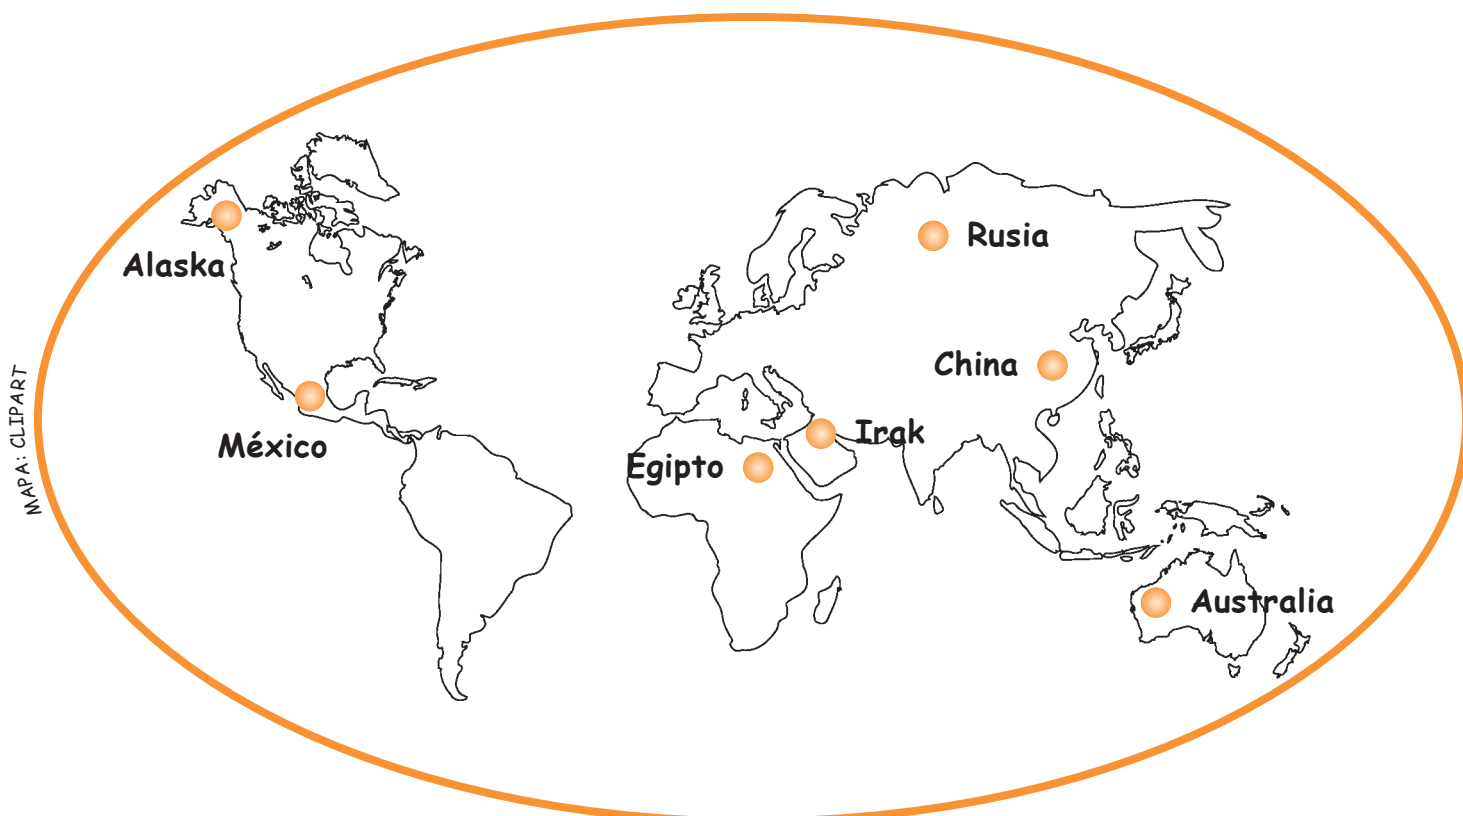 Rusia
Alaska
China
México
Irak
Egipto
Australia
MAPA: CLIPART